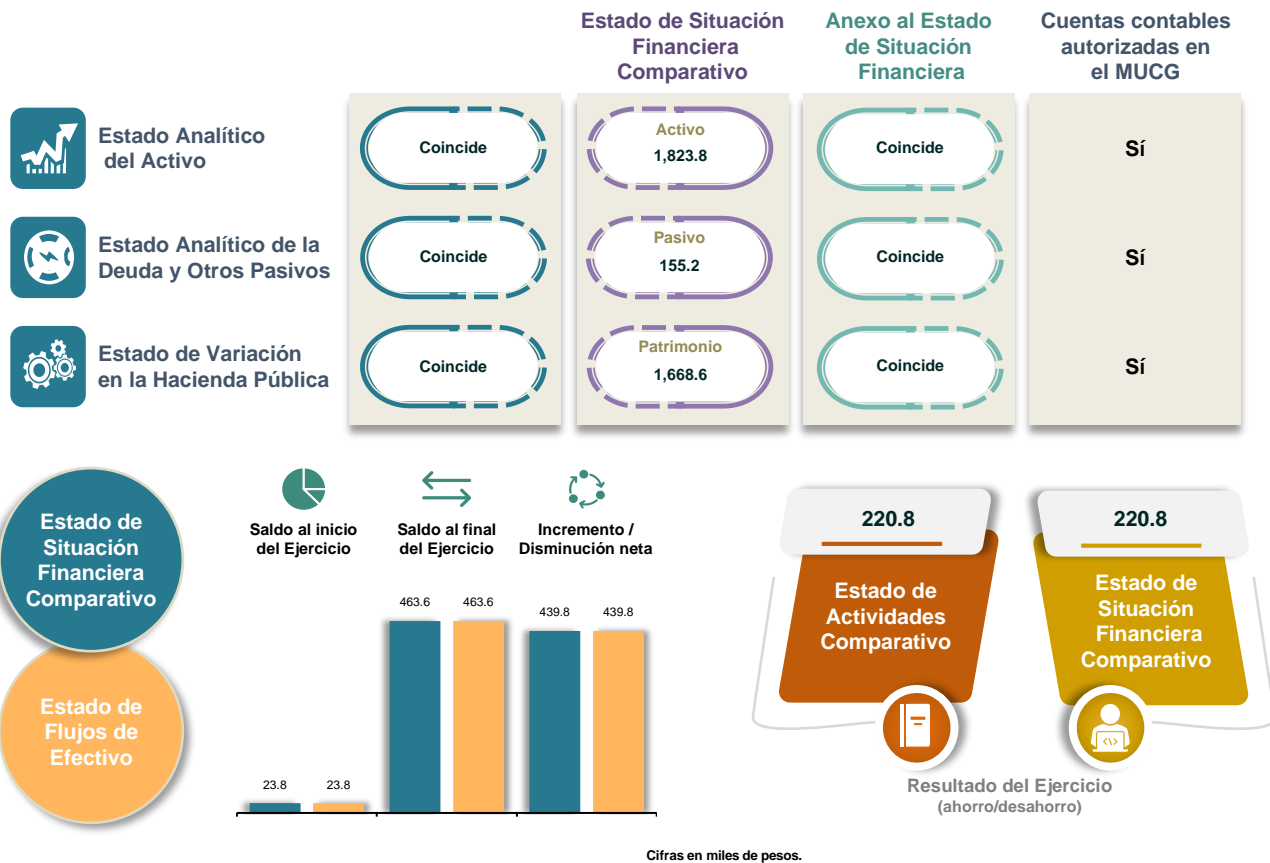 Estado de Situación
Financiera
Comparativo
Anexo al Estado
de Situación
Financiera
Cuentas contables
autorizadas en
el MUCG
Estado Analítico
del Activo
Coincide
Activo
1,823.8
Coincide
Sí
Estado Analítico de la
Deuda y Otros Pasivos
Coincide
Pasivo
155.2
Coincide
Sí
Estado de Variación
en la Hacienda Pública
Coincide
Patrimonio
1,668.6
Coincide
Sí
Estado de
Situación
Financiera
Comparativo
Estado de
Flujos de
Efectivo
Saldo al inicio
del Ejercicio
Saldo al final
del Ejercicio
Incremento /
Disminución neta
23.8
23.8
463.6
463.6
439.8
439.8
220.8
Estado de
Actividades
Comparativo
220.8
Estado de
Situación
Financiera
Comparativo
Resultado del Ejercicio
(ahorro/desahorro)
Cifras en miles de pesos.